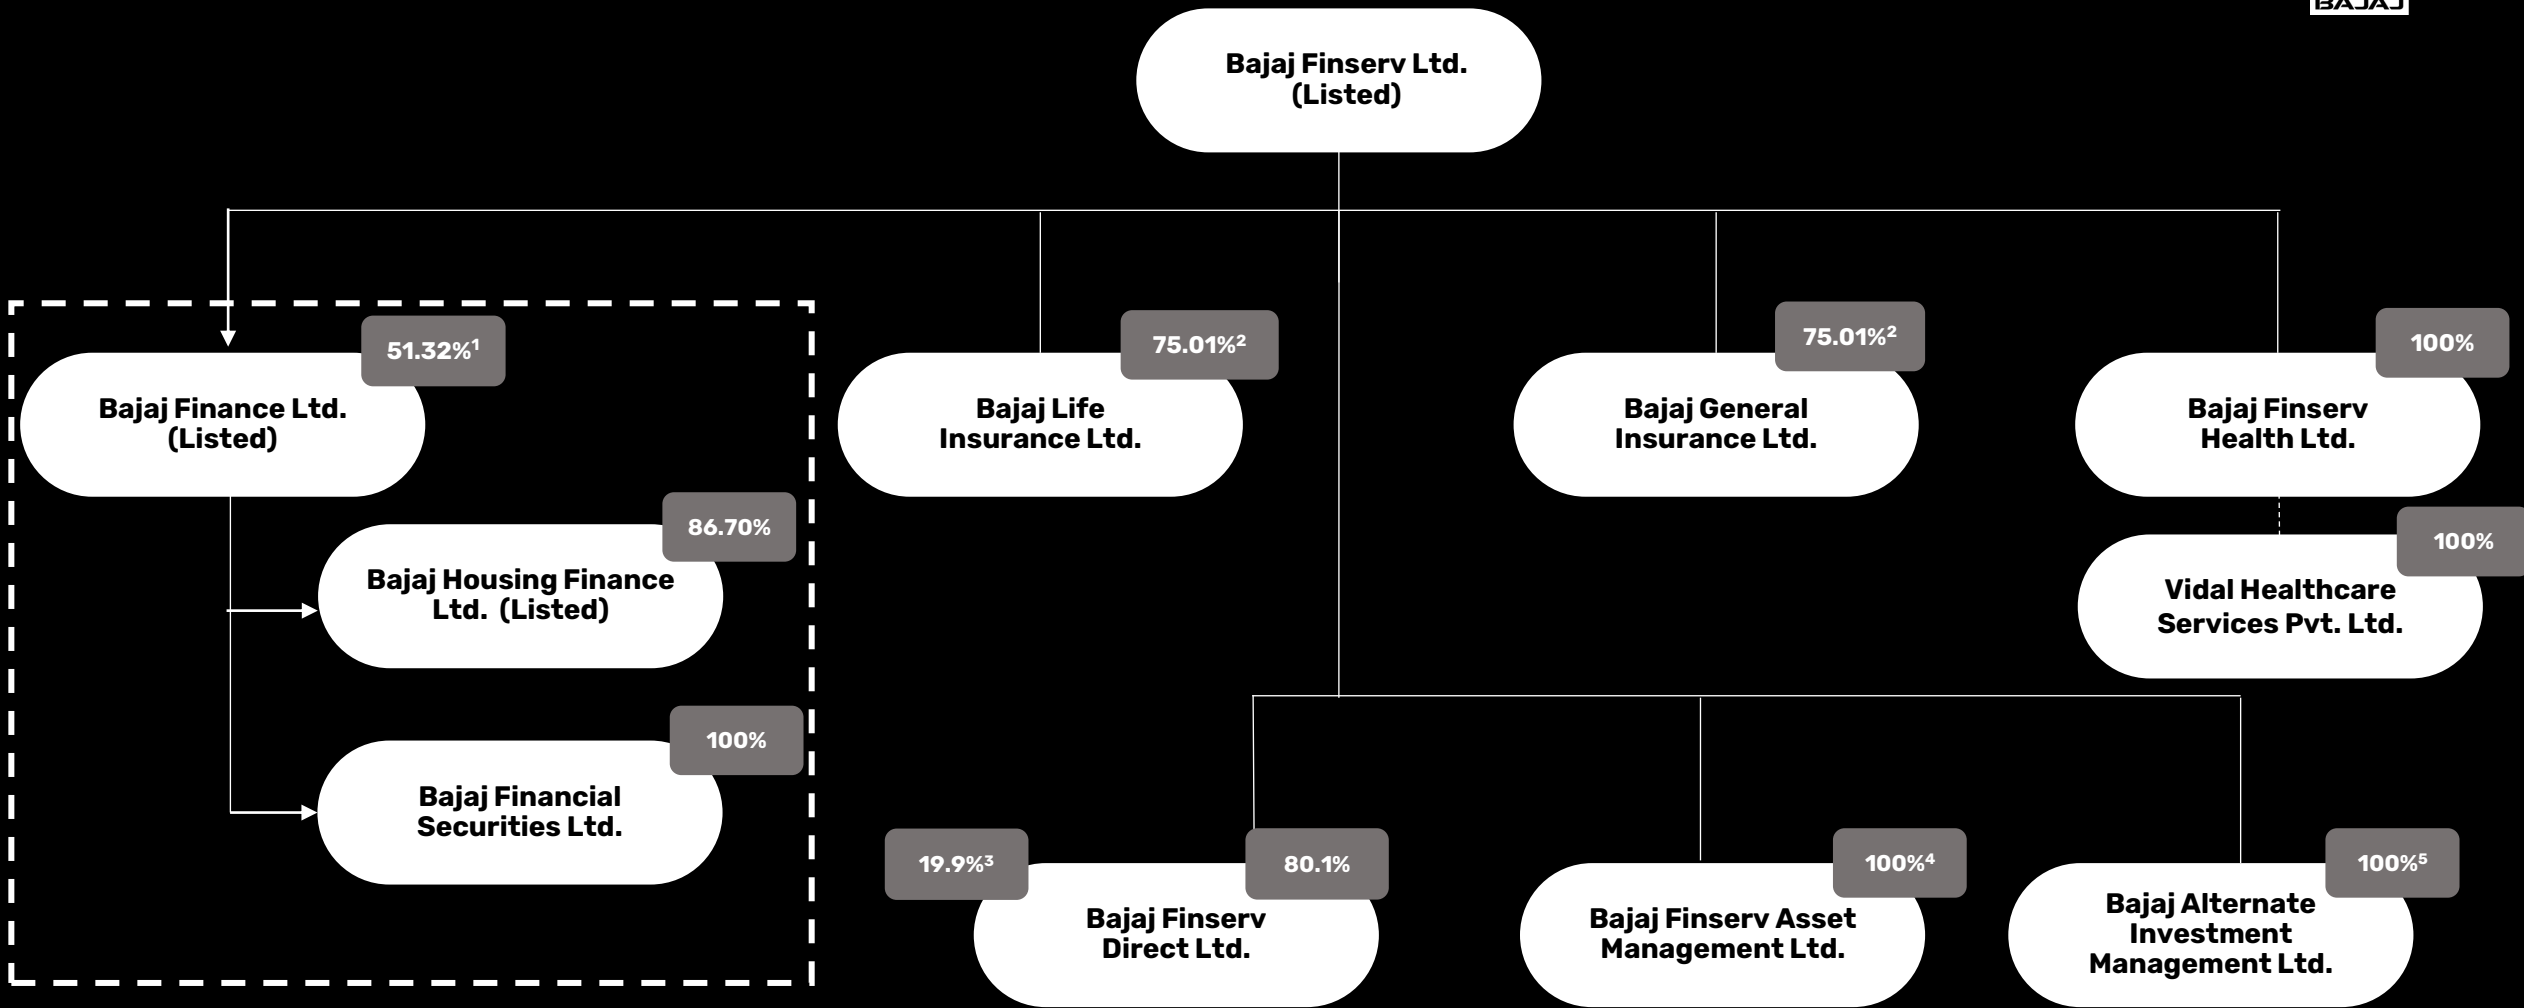 BAJAJ
Bajaj Finserv Ltd.
(Listed)
51.32%¹
Bajaj Finance Ltd.
(Listed)
75.01%²
Bajaj Life
Insurance Ltd.
75.01%²
Bajaj General
Insurance Ltd.
100%
Bajaj Finserv
Health Ltd.
86.70%
Bajaj Housing Finance
Ltd. (Listed)
100%
Vidal Healthcare
Services Pvt. Ltd.
100%
Bajaj Financial
Securities Ltd.
19.9%³
80.1%
Bajaj Finserv
Direct Ltd.
100%⁴
Bajaj Finserv Asset
Management Ltd.
100%⁵
Bajaj Alternate
Investment
Management Ltd.